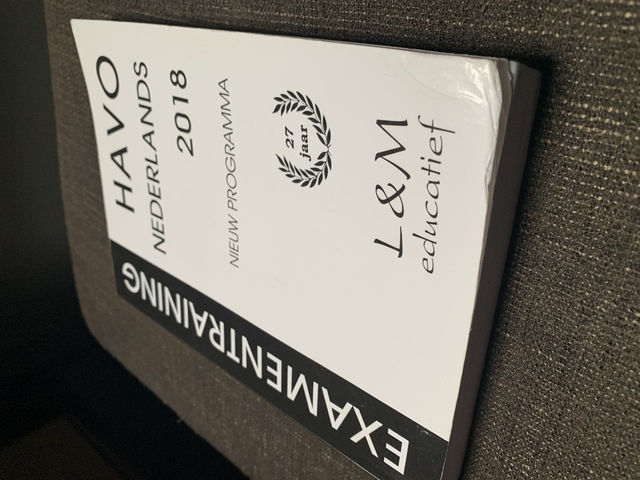 HAVO
NEDERLANDS
2018
NIEUW PROGRAMMA
27
jaar
L&M
educatief
EXAMENTRAINING